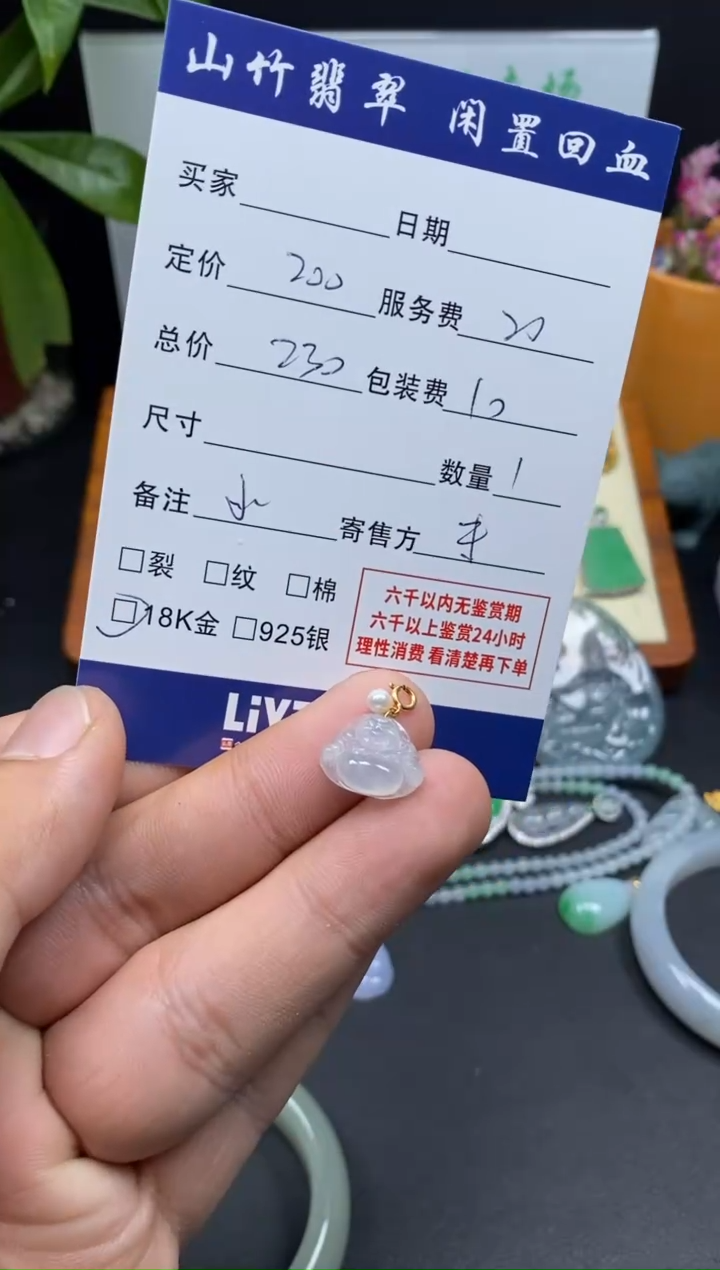 山竹翡翠 闲置回血
买家 日期
定价 200 服务费 20
总价 230 包装费 10
尺寸 数量 1
备注 寄售方
□裂 □纹 □棉
□18K金 □925银
六千以内无鉴赏期
六千以上鉴赏24小时
理性消费 看清楚再下单